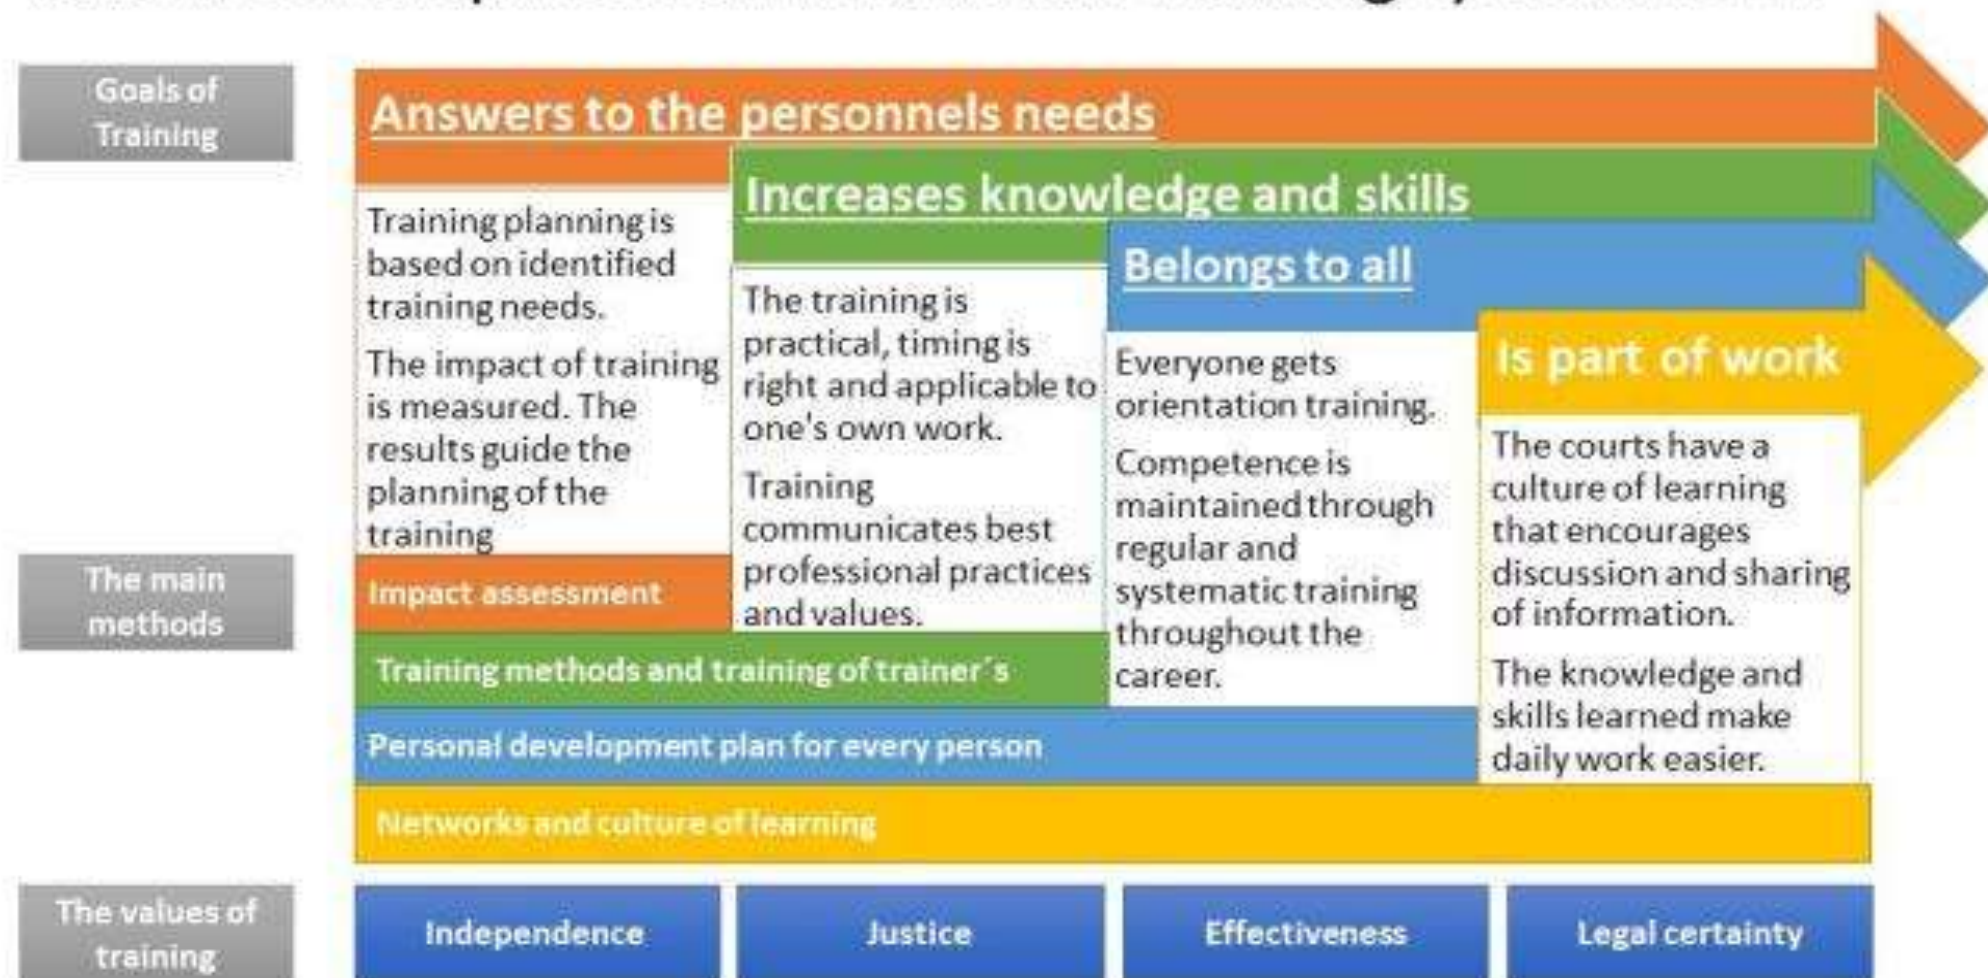 Goals of
Training
Answers to the personnels needs
Training planning is
based on identified
training needs.
The impact of training
is measured. The
results guide the
planning of the
training
Increases knowledge and skills
The training is
practical, timing is
right and applicable to
one's own work.
Training
communicates best
professional practices
and values.
Belongs to all
Everyone gets
orientation training.
Competence is
maintained through
regular and
systematic training
throughout the
career.
Is part of work
The courts have a
culture of learning
that encourages
discussion and sharing
of information.
The knowledge and
skills learned make
daily work easier.
The main
methods
Impact assessment
Training methods and training of trainer´s
Personal development plan for every person
Networks and culture of learning
The values of
training
Independence
Justice
Effectiveness
Legal certainty